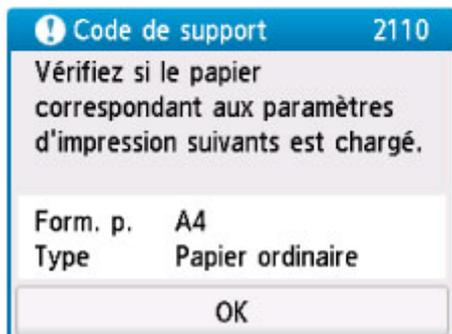 Code de support 2110
Vérifiez si le papier
correspondant aux paramètres
d'impression suivants est chargé.
Form. p. A4
Type Papier ordinaire
OK